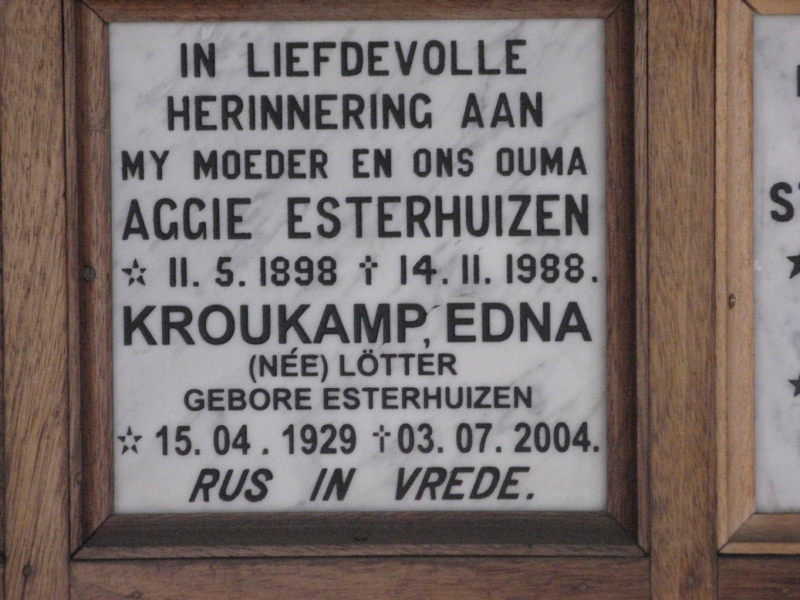 IN LIEFDEVOLLE
HERINNERING AAN
MY MOEDER EN ONS OUMA
AGGIE ESTERHUIZEN
☆ 11. 5. 1898 † 14. 11. 1988.
KROUKAMP, EDNA
(NÉE) LÖTTER
GEBORE ESTERHUIZEN
☆ 15. 04 . 1929 † 03. 07. 2004.
RUS IN VREDE.